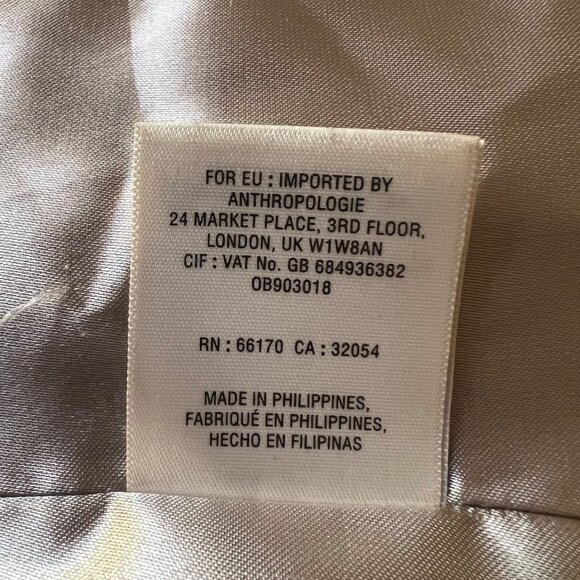 FOR EU : IMPORTED BY
ANTHROPOLOGIE
24 MARKET PLACE, 3RD FLOOR,
LONDON, UK W1W8AN
CIF : VAT No. GB 684936382
OB903018
RN : 66170 CA : 32054
MADE IN PHILIPPINES,
FABRIQUÉ EN PHILIPPINES,
HECHO EN FILIPINAS